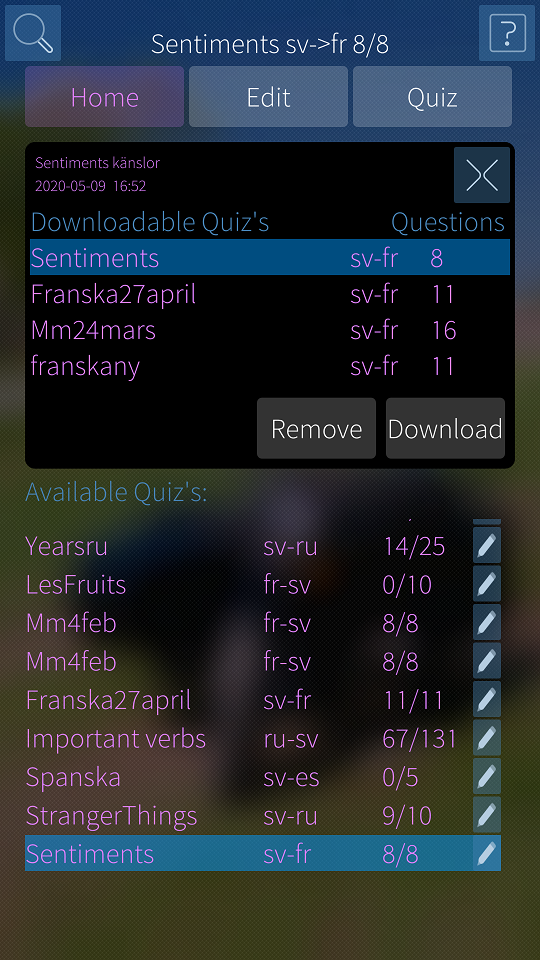 Sentiments sv->fr 8/8
Home Edit Quiz
Sentiments känslor
2020-05-09 16:52
Downloadable Quiz's Questions
Sentiments sv-fr 8
Franska27april sv-fr 11
Mm24mars sv-fr 16
franskany sv-fr 11
Remove Download
Available Quiz's:
Yearsru sv-ru 14/25
LesFruits fr-sv 0/10
Mm4feb fr-sv 8/8
Mm4feb fr-sv 8/8
Franska27april sv-fr 11/11
Important verbs ru-sv 67/131
Spanska sv-es 0/5
StrangerThings sv-ru 9/10
Sentiments sv-fr 8/8